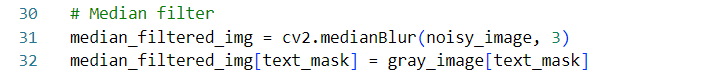 30 # Median filter
31 median_filtered_img = cv2.medianBlur(noisy_image, 3)
32 median_filtered_img[text_mask] = gray_image[text_mask]